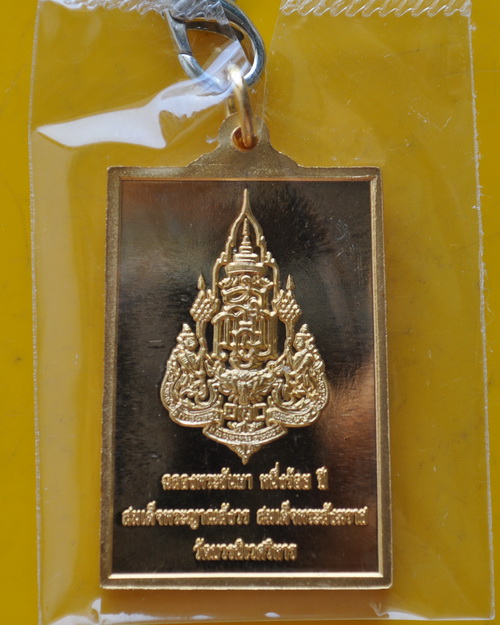 ฉลองพระชันษา หนึ่งร้อย ปี
สมเด็จพระญาณสังวร สมเด็จพระสังฆราช
วัดบวรนิเวศวิหาร